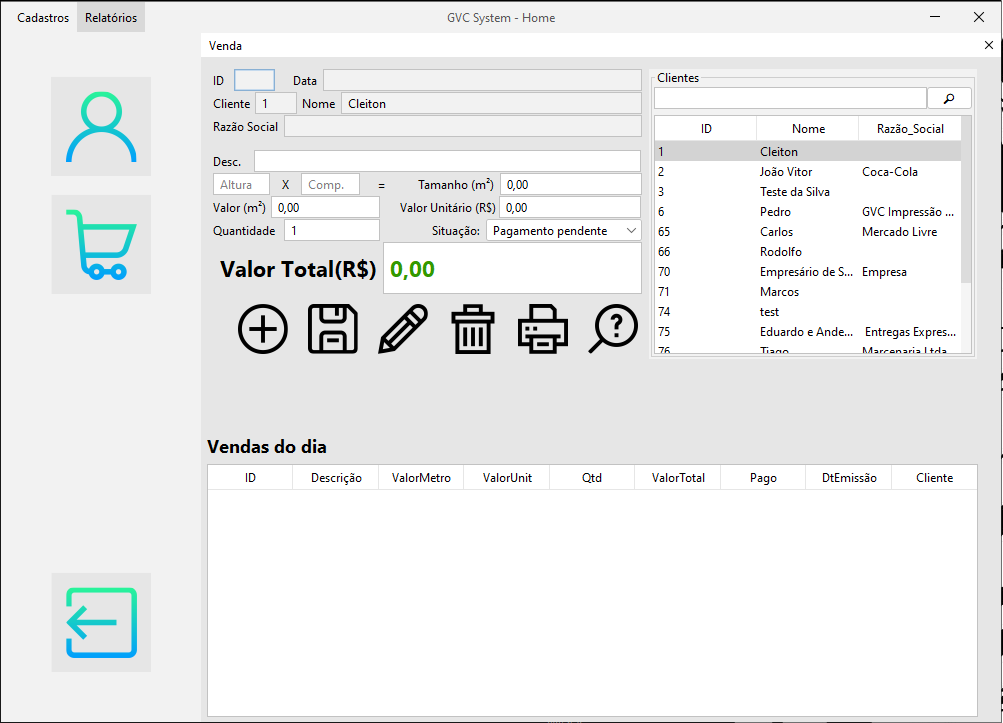 Cadastros Relatórios GVC System - Home
Venda
ID Data
Cliente 1 Nome Cleiton
Razão Social
Desc.
Altura X Comp. = Tamanho (m²) 0,00
Valor (m²) 0,00 Valor Unitário (R$) 0,00
Quantidade 1 Situação: Pagamento pendente
Valor Total(R$) 0,00
?
Clientes
ID Nome Razão_Social
1 Cleiton
2 João Vitor Coca-Cola
3 Teste da Silva
6 Pedro GVC Impressão ...
65 Carlos Mercado Livre
66 Rodolfo
70 Empresário de S... Empresa
71 Marcos
74 test
75 Eduardo e Ande... Entregas Expres...
76 Tiago Marcenaria Ltda
Vendas do dia
ID Descrição ValorMetro ValorUnit Qtd ValorTotal Pago DtEmissão Cliente